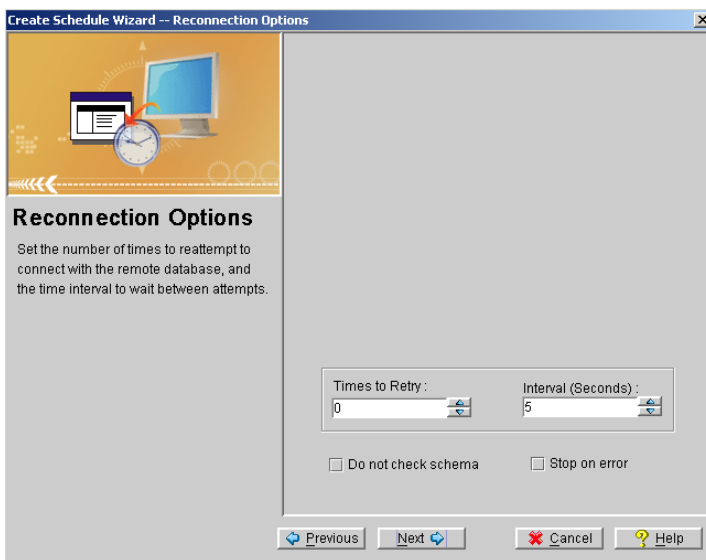 Create Schedule Wizard -- Reconnection Options
Reconnection Options
Set the number of times to reattempt to
connect with the remote database, and
the time interval to wait between attempts.
Times to Retry :
Interval (Seconds) :
0
5
Do not check schema
Stop on error
Previous
Next
Cancel
Help